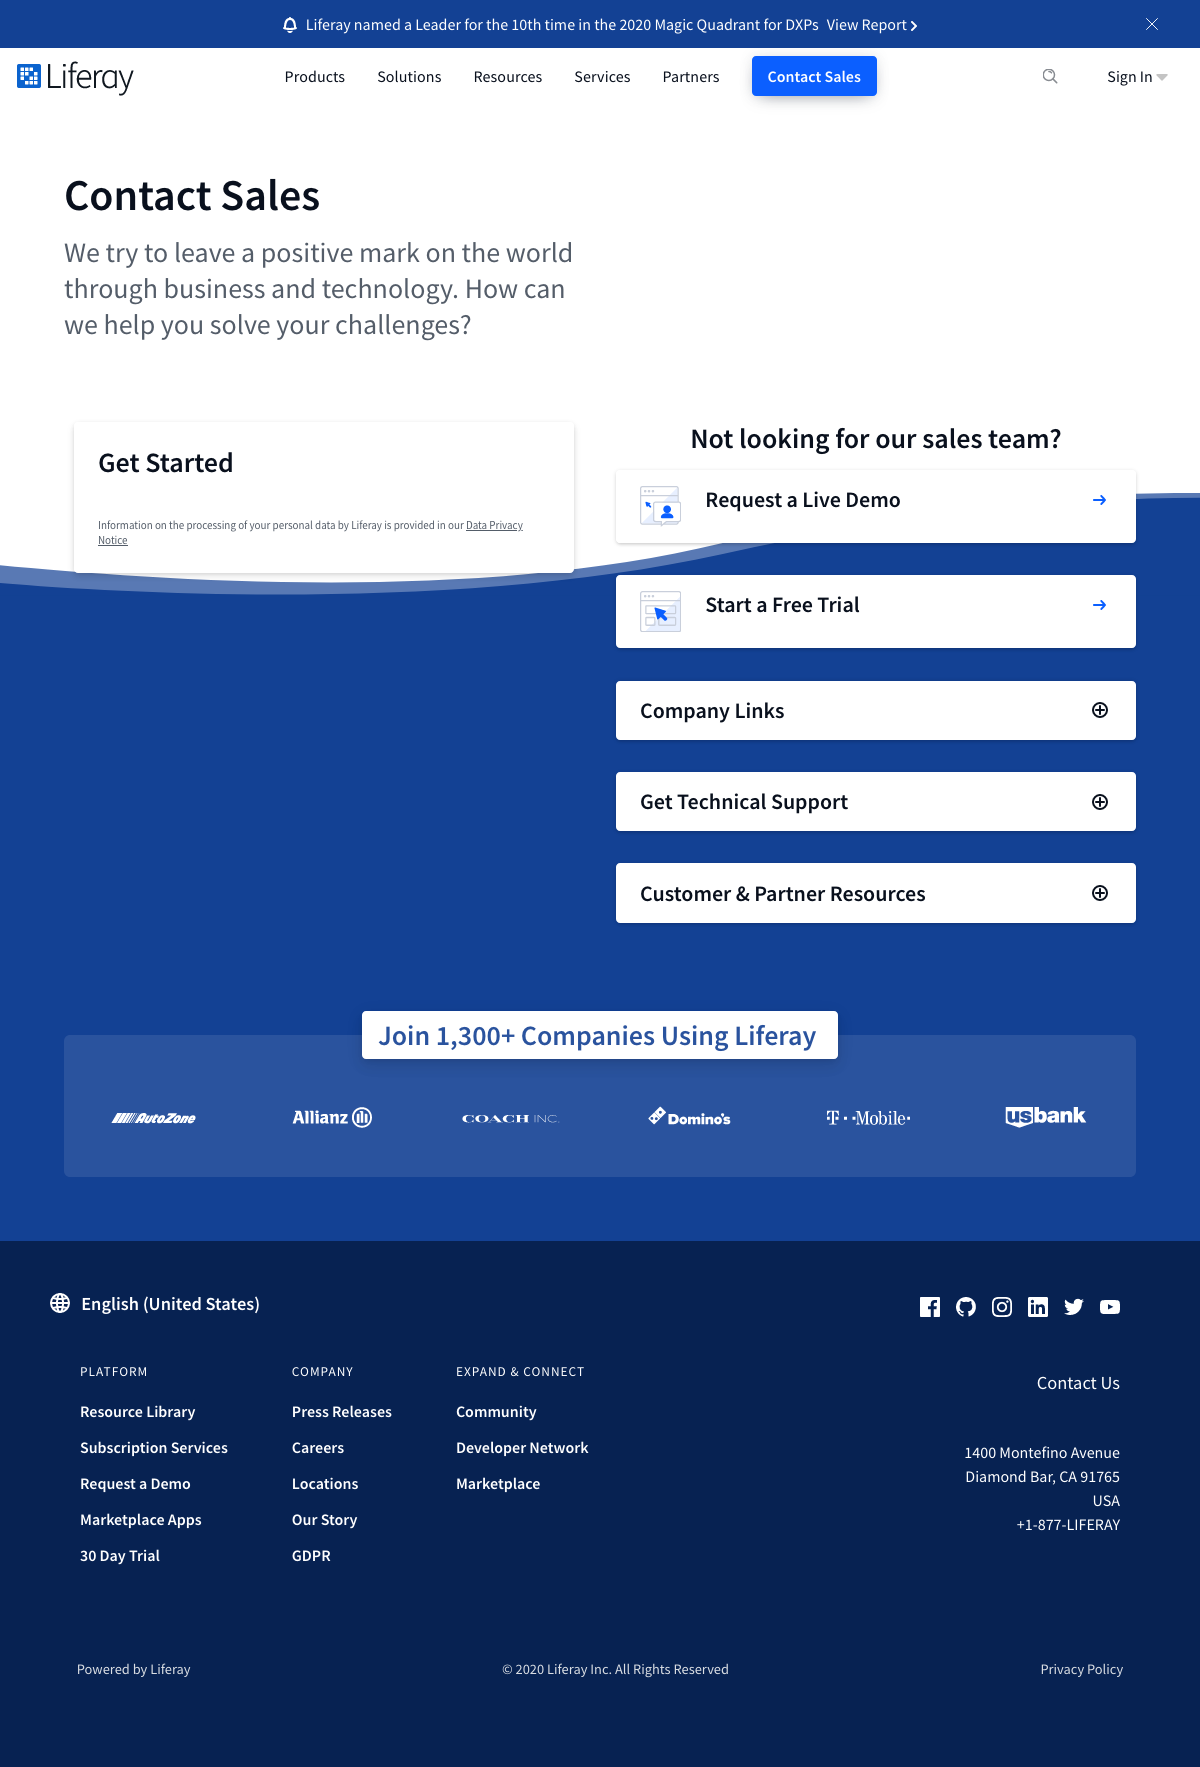 Liferay named a Leader for the 10th time in the 2020 Magic Quadrant for DXPs View Report
Liferay
Products Solutions Resources Services Partners Contact Sales Sign In
Contact Sales
We try to leave a positive mark on the world
through business and technology. How can
we help you solve your challenges?
Get Started
Information on the processing of your personal data by Liferay is provided in our Data Privacy
Notice
Not looking for our sales team?
Request a Live Demo
Start a Free Trial
Company Links
Get Technical Support
Customer & Partner Resources
Join 1,300+ Companies Using Liferay
AutoZone Allianz COACH INC. Domino's T··Mobile· usbank
English (United States)
PLATFORM
Resource Library
Subscription Services
Request a Demo
Marketplace Apps
30 Day Trial
COMPANY
Press Releases
Careers
Locations
Our Story
GDPR
EXPAND & CONNECT
Community
Developer Network
Marketplace
Contact Us
1400 Montefino Avenue
Diamond Bar, CA 91765
USA
+1-877-LIFERAY
Powered by Liferay
© 2020 Liferay Inc. All Rights Reserved
Privacy Policy